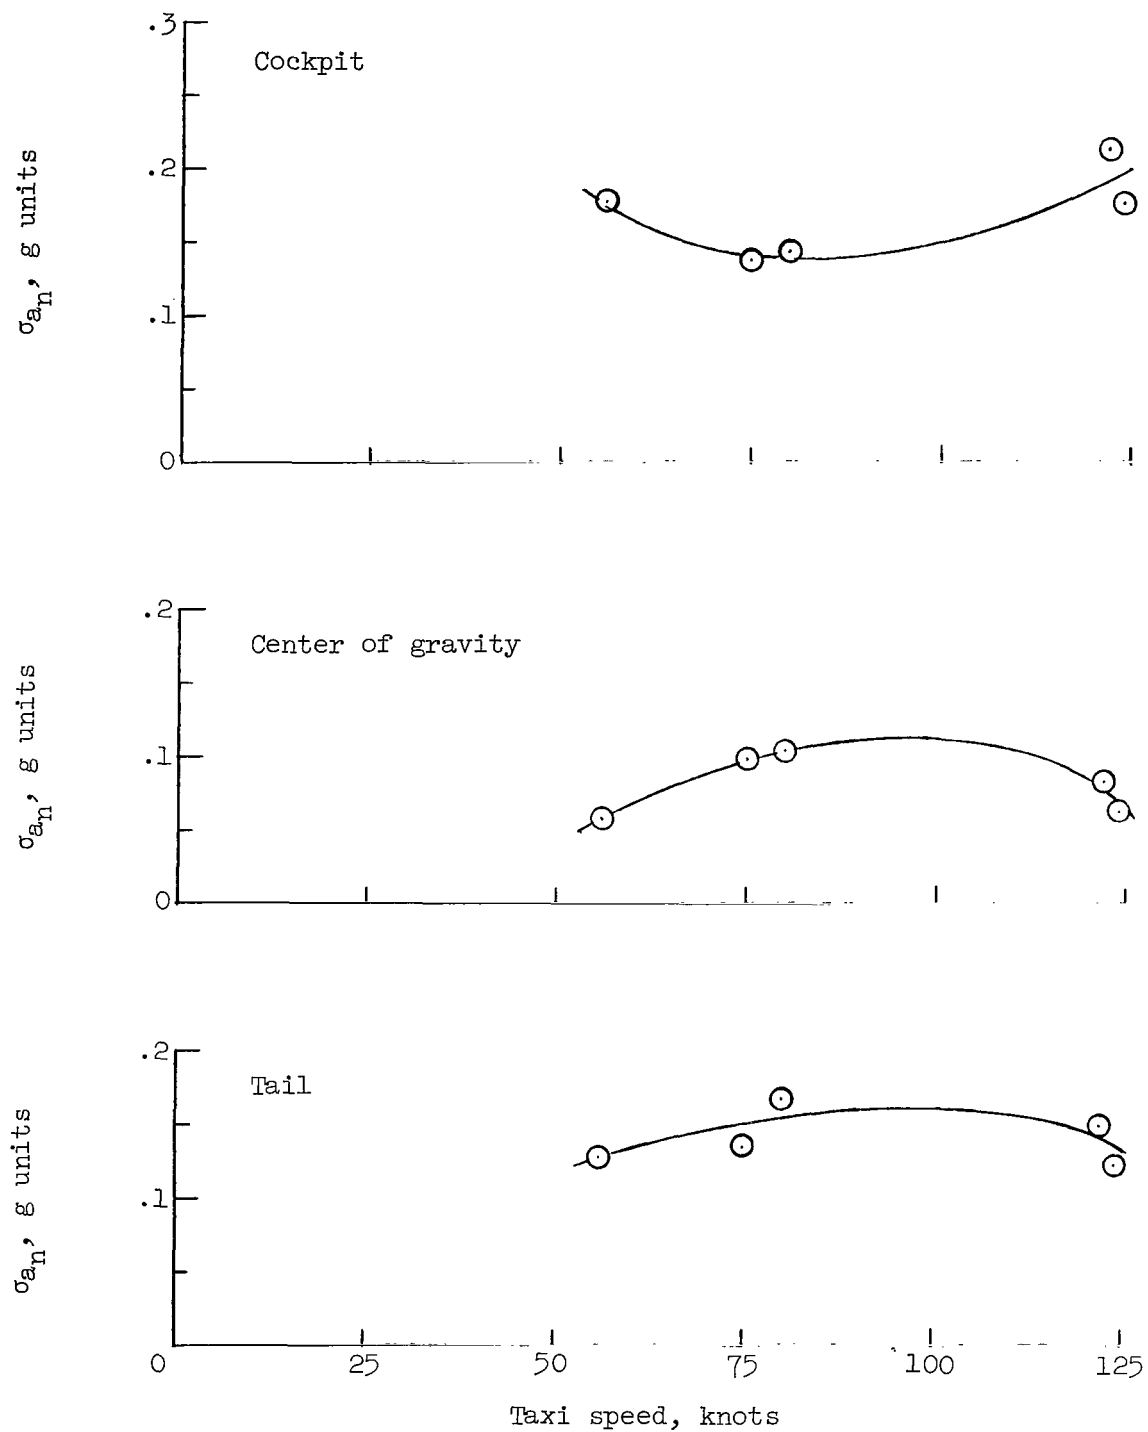 .3
Cockpit
.2
σan, g units
.1
0
.2
Center of gravity
σan, g units
.1
0
.2
Tail
σan, g units
.1
0 25 50 75 100 125
Taxi speed, knots